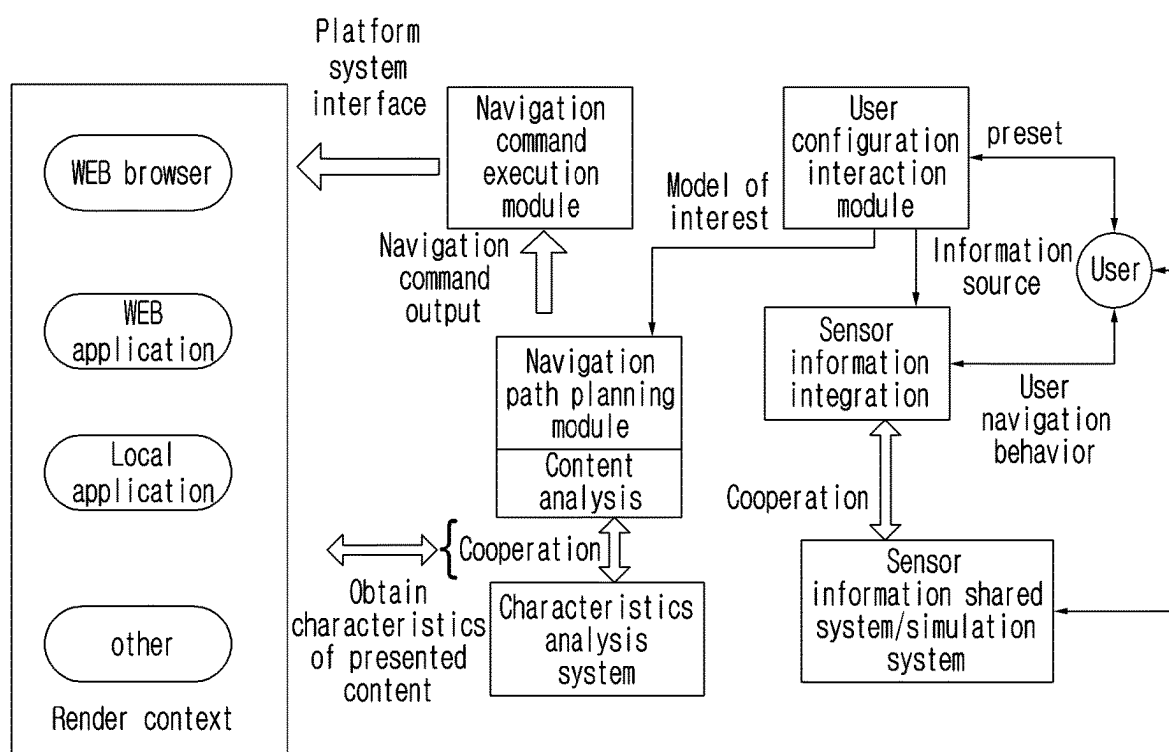 Platform
system
interface
WEB browser
WEB
application
Local
application
other
Render context
Navigation
command
execution
module
Navigation
command
output
Model of
interest
User
configuration
interaction
module
preset
User
Information
source
Navigation
path planning
module
Content
analysis
Sensor
information
integration
User
navigation
behavior
Cooperation
Obtain
characteristics
of presented
content
Characteristics
analysis
system
Cooperation
Sensor
information shared
system/simulation
system